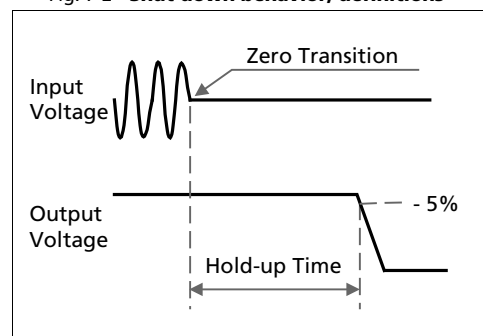 Zero Transition
Input
Voltage
Output
Voltage
- 5%
Hold-up Time